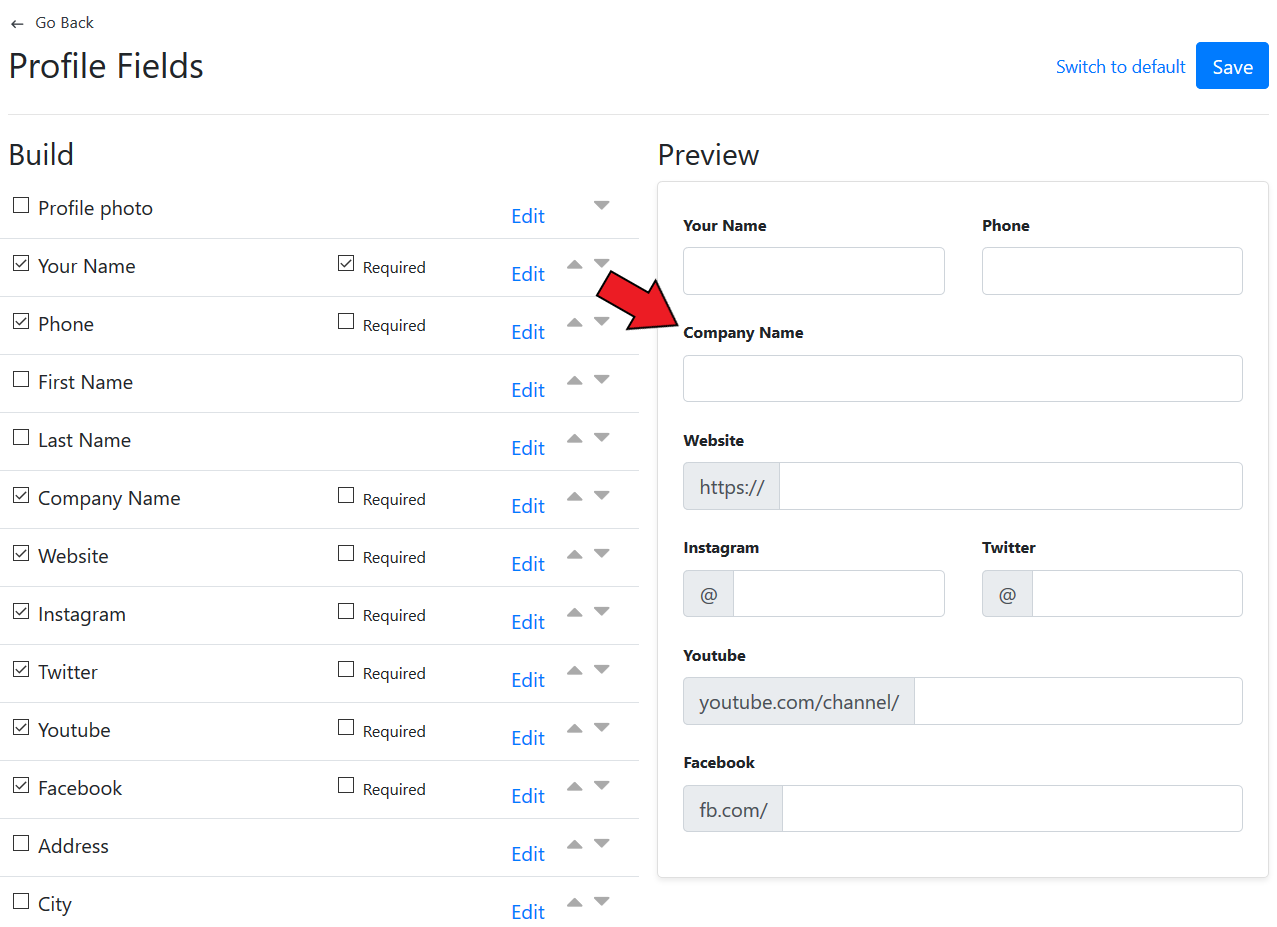 ← Go Back
Profile Fields
Switch to default
Save
Build
Profile photo Edit
Your Name Required Edit
Phone Required Edit
First Name Edit
Last Name Edit
Company Name Required Edit
Website Required Edit
Instagram Required Edit
Twitter Required Edit
Youtube Required Edit
Facebook Required Edit
Address Edit
City Edit
Preview
Your Name Phone
Company Name
Website
https://
Instagram Twitter
@ @
Youtube
youtube.com/channel/
Facebook
fb.com/